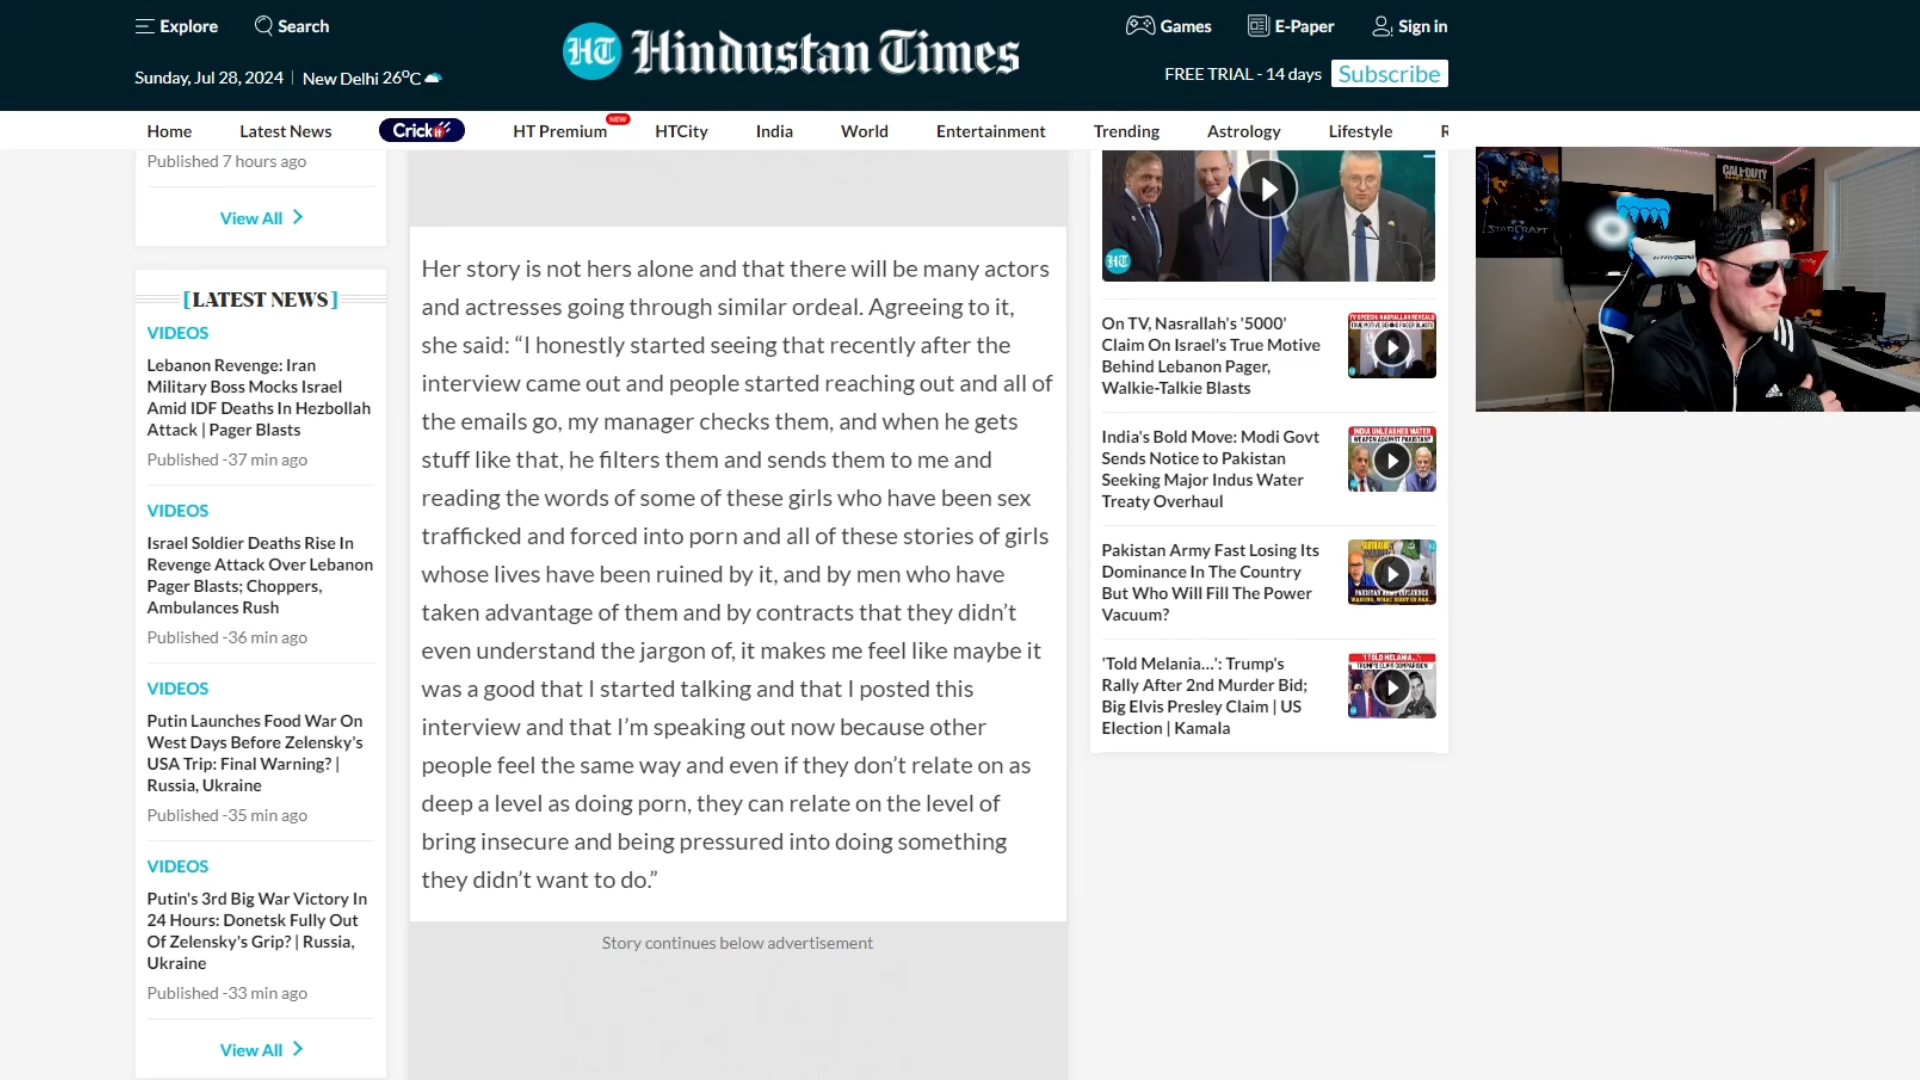 Explore
Search
HT Hindustan Times
Games
E-Paper
Sign in
Sunday, Jul 28, 2024 | New Delhi 26°C
FREE TRIAL - 14 days Subscribe
Home
Latest News
Crickit
HT Premium
NEW
HTCity
India
World
Entertainment
Trending
Astrology
Lifestyle
Published 7 hours ago
View All
[LATEST NEWS]
VIDEOS
Lebanon Revenge: Iran
Military Boss Mocks Israel
Amid IDF Deaths In Hezbollah
Attack | Pager Blasts
Published -37 min ago
VIDEOS
Israel Soldier Deaths Rise In
Revenge Attack Over Lebanon
Pager Blasts; Choppers,
Ambulances Rush
Published -36 min ago
VIDEOS
Putin Launches Food War On
West Days Before Zelensky's
USA Trip: Final Warning? |
Russia, Ukraine
Published -35 min ago
VIDEOS
Putin's 3rd Big War Victory In
24 Hours: Donetsk Fully Out
Of Zelensky's Grip? | Russia,
Ukraine
Published -33 min ago
View All
Her story is not hers alone and that there will be many actors
and actresses going through similar ordeal. Agreeing to it,
she said: “I honestly started seeing that recently after the
interview came out and people started reaching out and all of
the emails go, my manager checks them, and when he gets
stuff like that, he filters them and sends them to me and
reading the words of some of these girls who have been sex
trafficked and forced into porn and all of these stories of girls
whose lives have been ruined by it, and by men who have
taken advantage of them and by contracts that they didn’t
even understand the jargon of, it makes me feel like maybe it
was a good that I started talking and that I posted this
interview and that I’m speaking out now because other
people feel the same way and even if they don’t relate on as
deep a level as doing porn, they can relate on the level of
bring insecure and being pressured into doing something
they didn’t want to do.”
Story continues below advertisement
HT
On TV, Nasrallah's '5000'
Claim On Israel's True Motive
Behind Lebanon Pager,
Walkie-Talkie Blasts
India's Bold Move: Modi Govt
Sends Notice to Pakistan
Seeking Major Indus Water
Treaty Overhaul
Pakistan Army Fast Losing Its
Dominance In The Country
But Who Will Fill The Power
Vacuum?
'Told Melania...': Trump's
Rally After 2nd Murder Bid;
Big Elvis Presley Claim | US
Election | Kamala
STARCRAFT
CALL OF DUTY
adidas